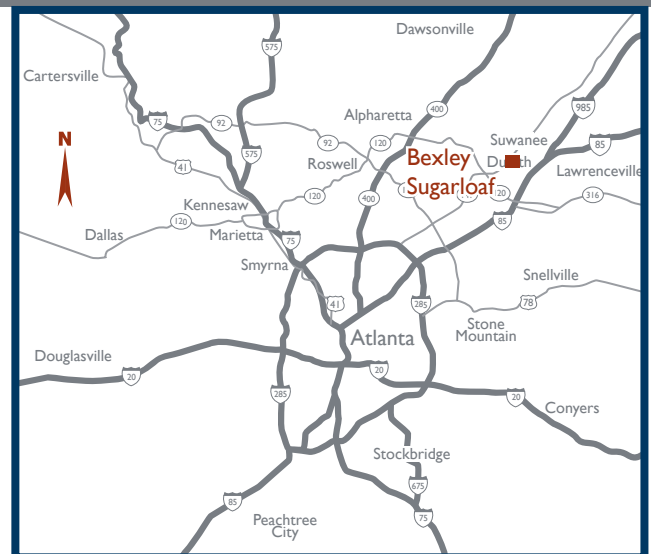 Dawsonville
575
Cartersville
985
400
Alpharetta
75
92
Suwanee
85
N
92
120
575
Bexley
Duluth
Roswell
41
Lawrenceville
Sugarloaf
120
120
316
400
Kennesaw
120
85
Dallas
Marietta
75
Smyrna
Snellville
41
285
78
Stone
Mountain
Atlanta
Douglasville
20
20
285
20
Conyers
Stockbridge
675
85
75
Peachtree
City